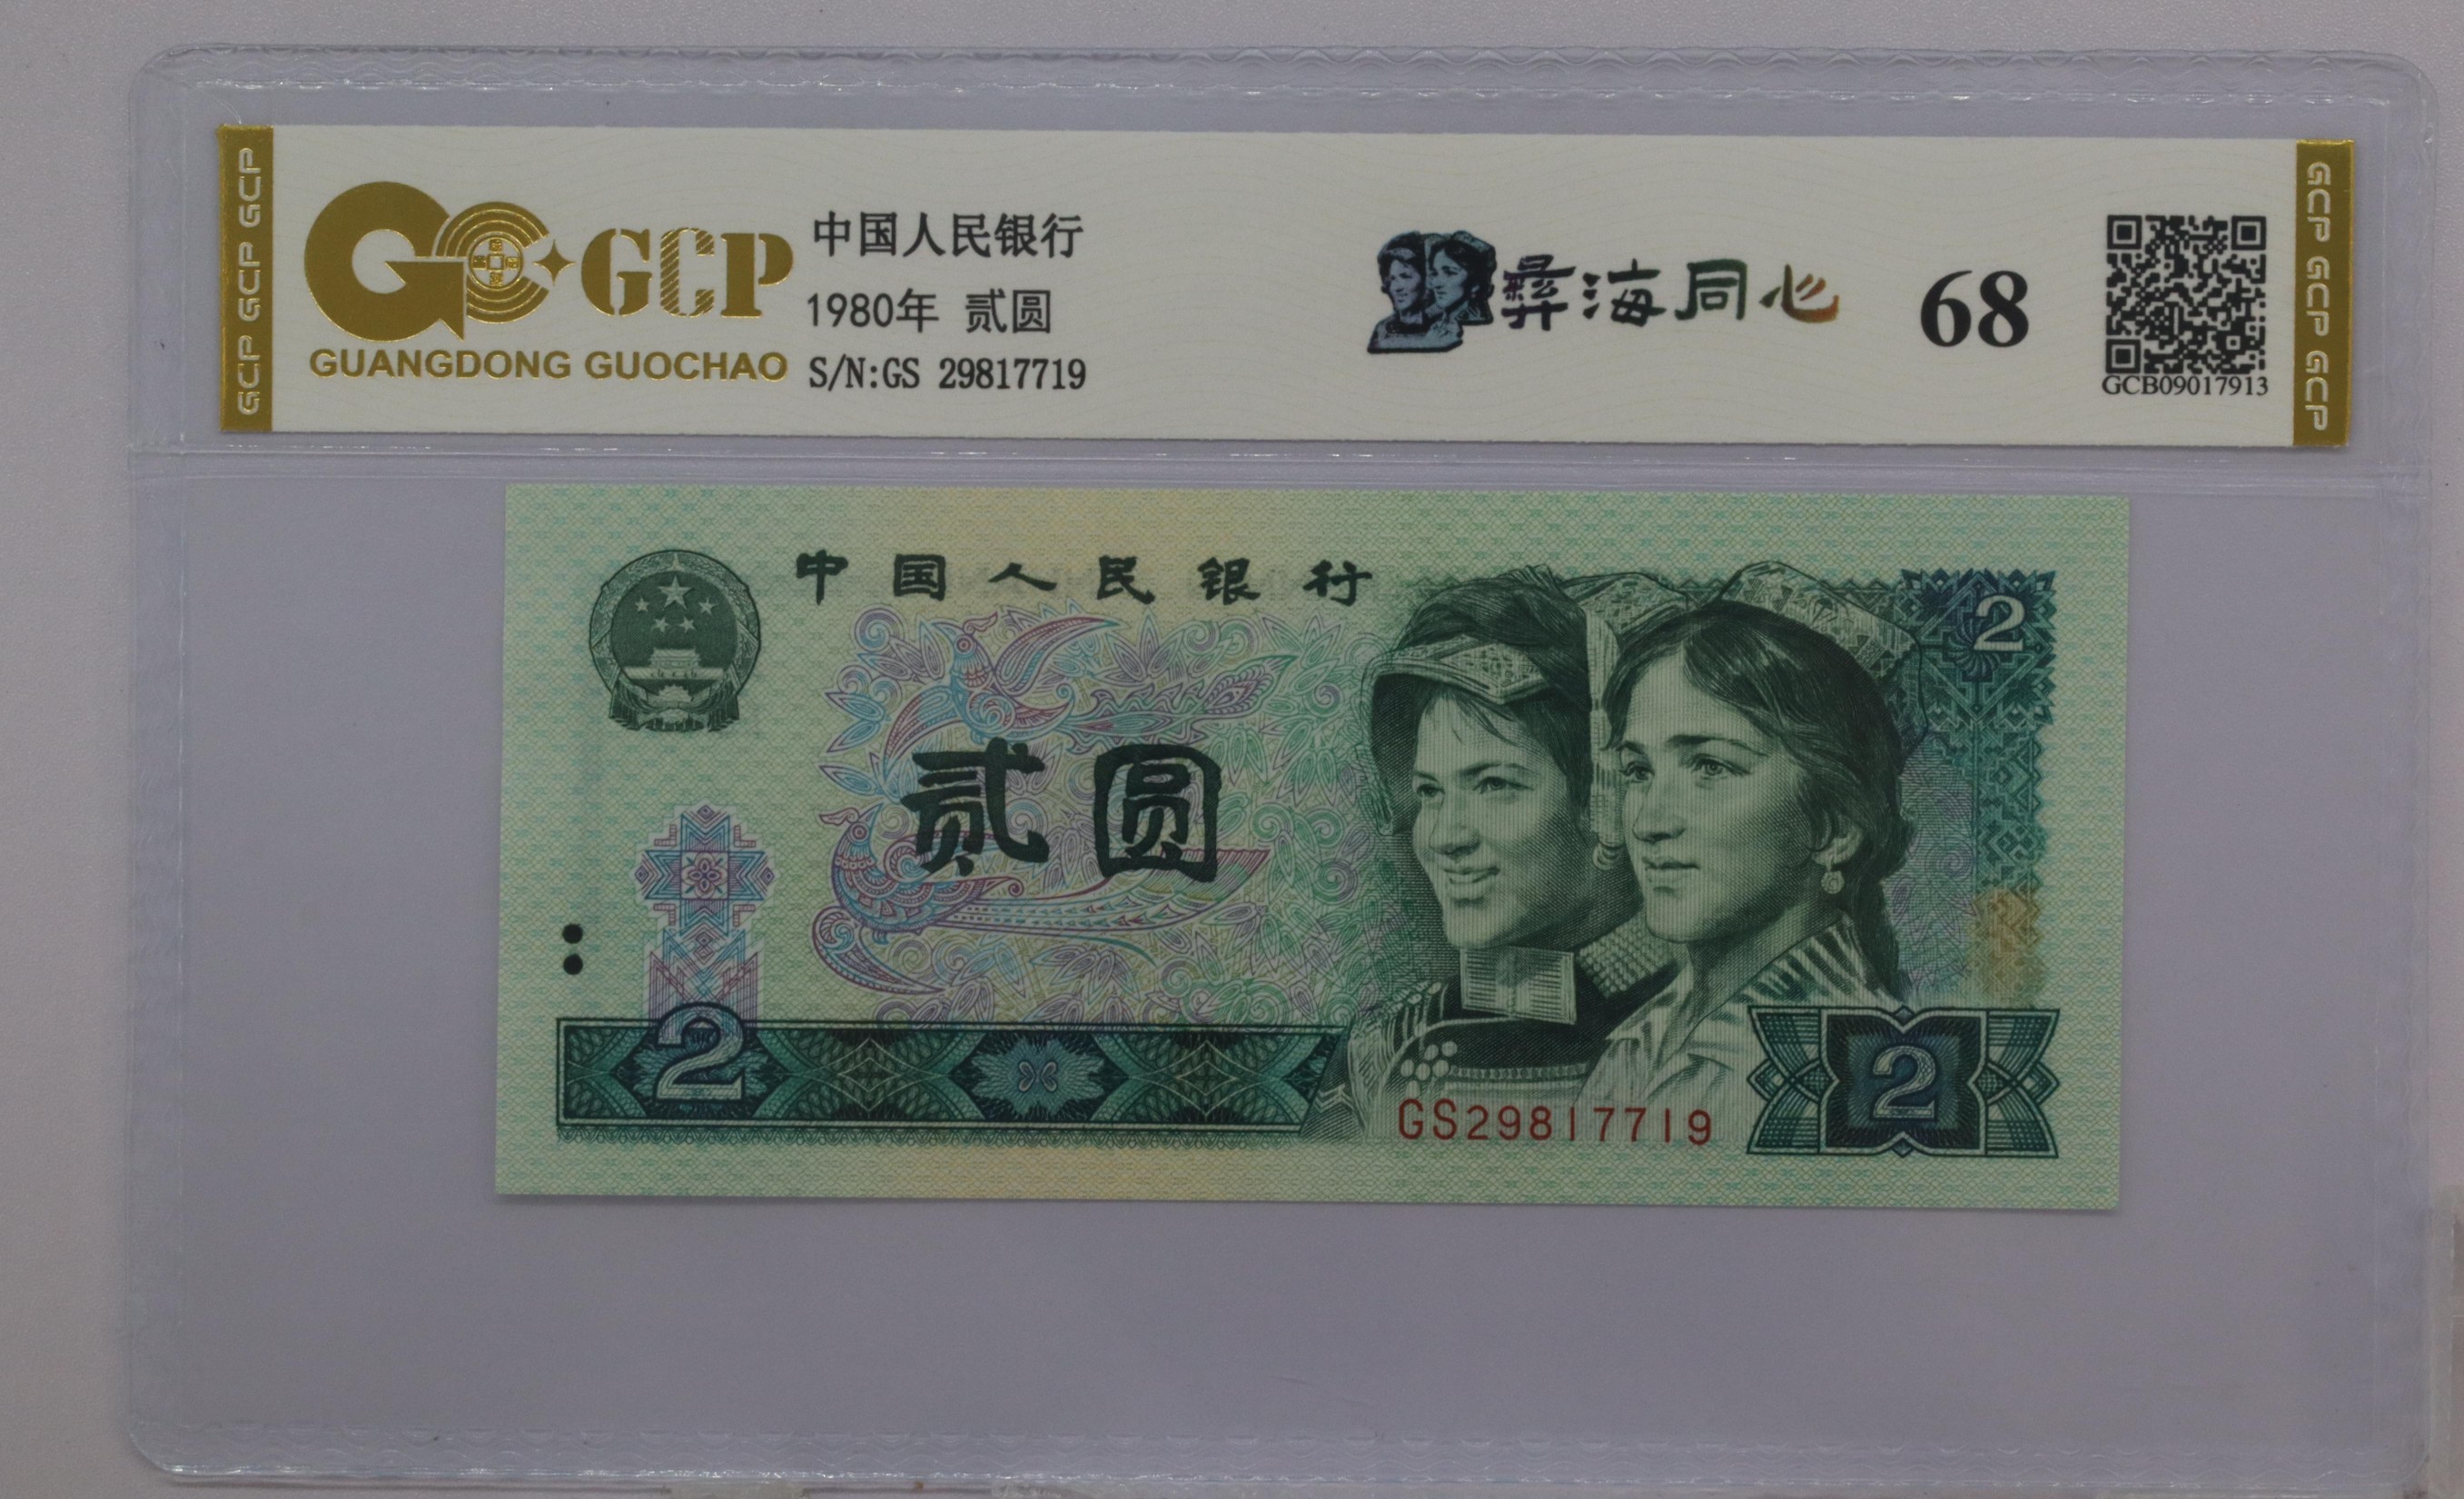 GCP GCP GCP
GCP
GUANGDONG GUOCHAO
中国人民银行
1980年 贰圆
S/N:GS 29817719
彝海同心
68
GCB09017913
GCP GCP GCP
中国人民银行
2
贰圆
2
GS29817719
2